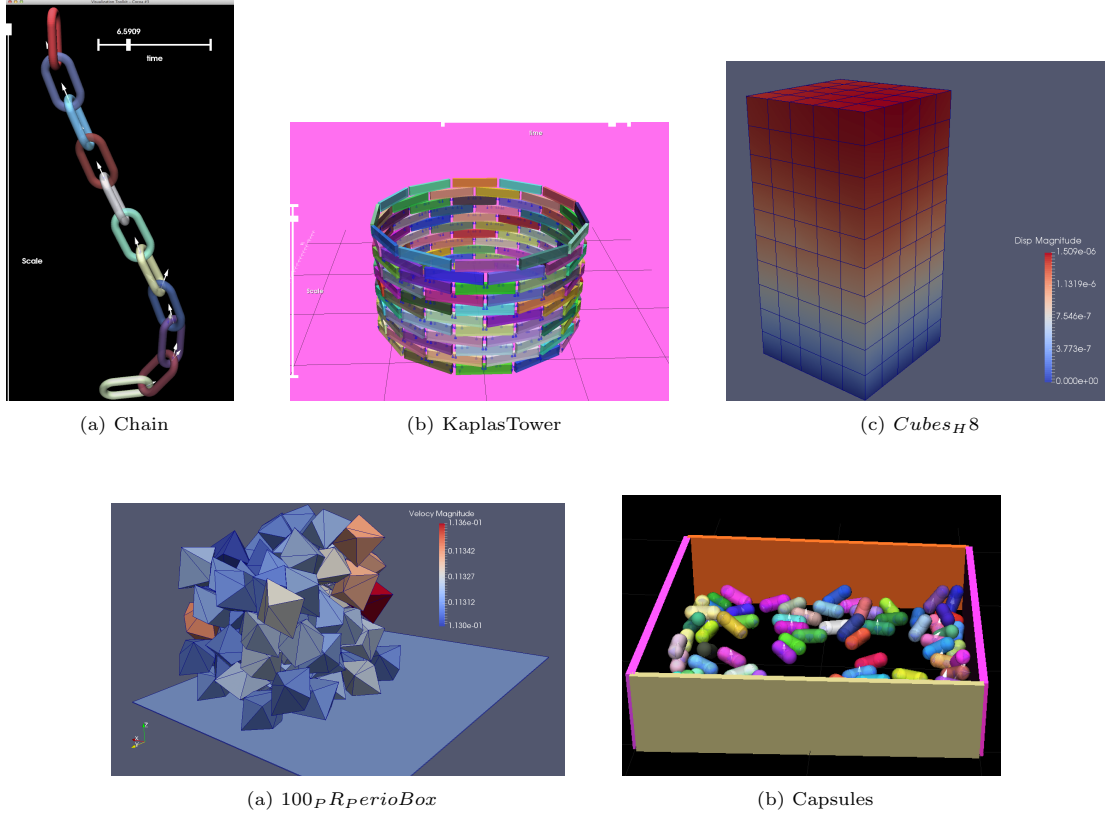 6.5909
time
Scale
(a) Chain
time
Scale
(b) KaplasTower
Disp Magnitude
1.509e-06
1.1319e-6
7.546e-7
3.773e-7
0.000e+00
(c) Cubes_H8
Velocy Magnitude
1.136e-01
0.11342
0.11327
0.11312
1.130e-01
Z
(a) 100_PR_PerioBox
(b) Capsules